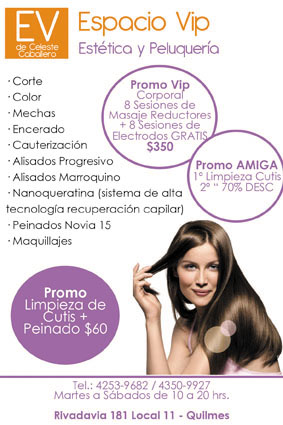 EV
de Celeste
Caballero
Espacio Vip
Estética y Peluquería
· Corte
· Color
· Mechas
· Encerado
· Cauterización
· Alisados Progresivo
· Alisados Marroquino
· Nanoqueratina (sistema de alta
tecnología recuperación capilar)
· Peinados Novia 15
· Maquillajes
Promo Vip
Corporal
8 Sesiones de
Masaje Reductores
+ 8 Sesiones de
Electrodos GRATIS
$350
Promo AMIGA
1º Limpieza Cutis
2º " 70% DESC
Promo
Limpieza de
Cutis +
Peinado $60
Tel.: 4253-9682 / 4350-9927
Martes a Sábados de 10 a 20 hrs.
Rivadavia 181 Local 11 - Quilmes